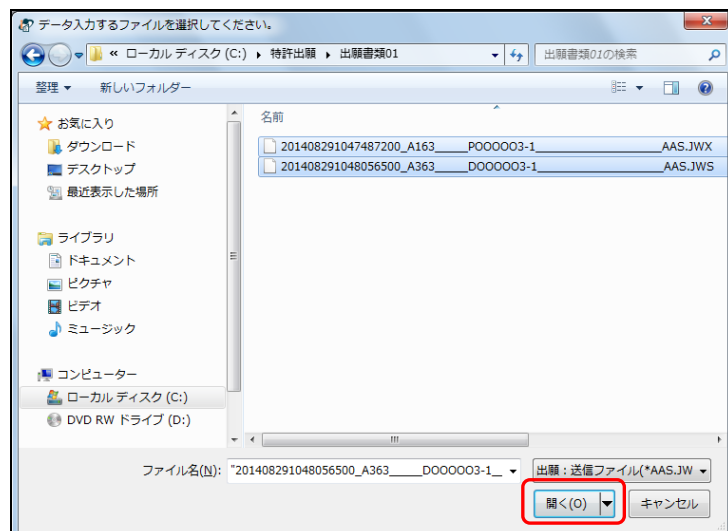 データ入力するファイルを選択してください。
« ローカル ディスク (C:) ▸ 特許出願 ▸ 出願書類01
出願書類01の検索
整理 ▼ 新しいフォルダー
お気に入り
ダウンロード
デスクトップ
最近表示した場所
ライブラリ
ドキュメント
ピクチャ
ビデオ
ミュージック
コンピューター
ローカル ディスク (C:)
DVD RW ドライブ (D:)
名前
201408291047487200_A163_____POOOOO3-1____________________AAS.JWX
201408291048056500_A363_____DOOOOO3-1____________________AAS.JWS
ファイル名(N): "201408291048056500_A363_____DOOOOO3-1__
出願：送信ファイル(*AAS.JW
開く(O)
キャンセル